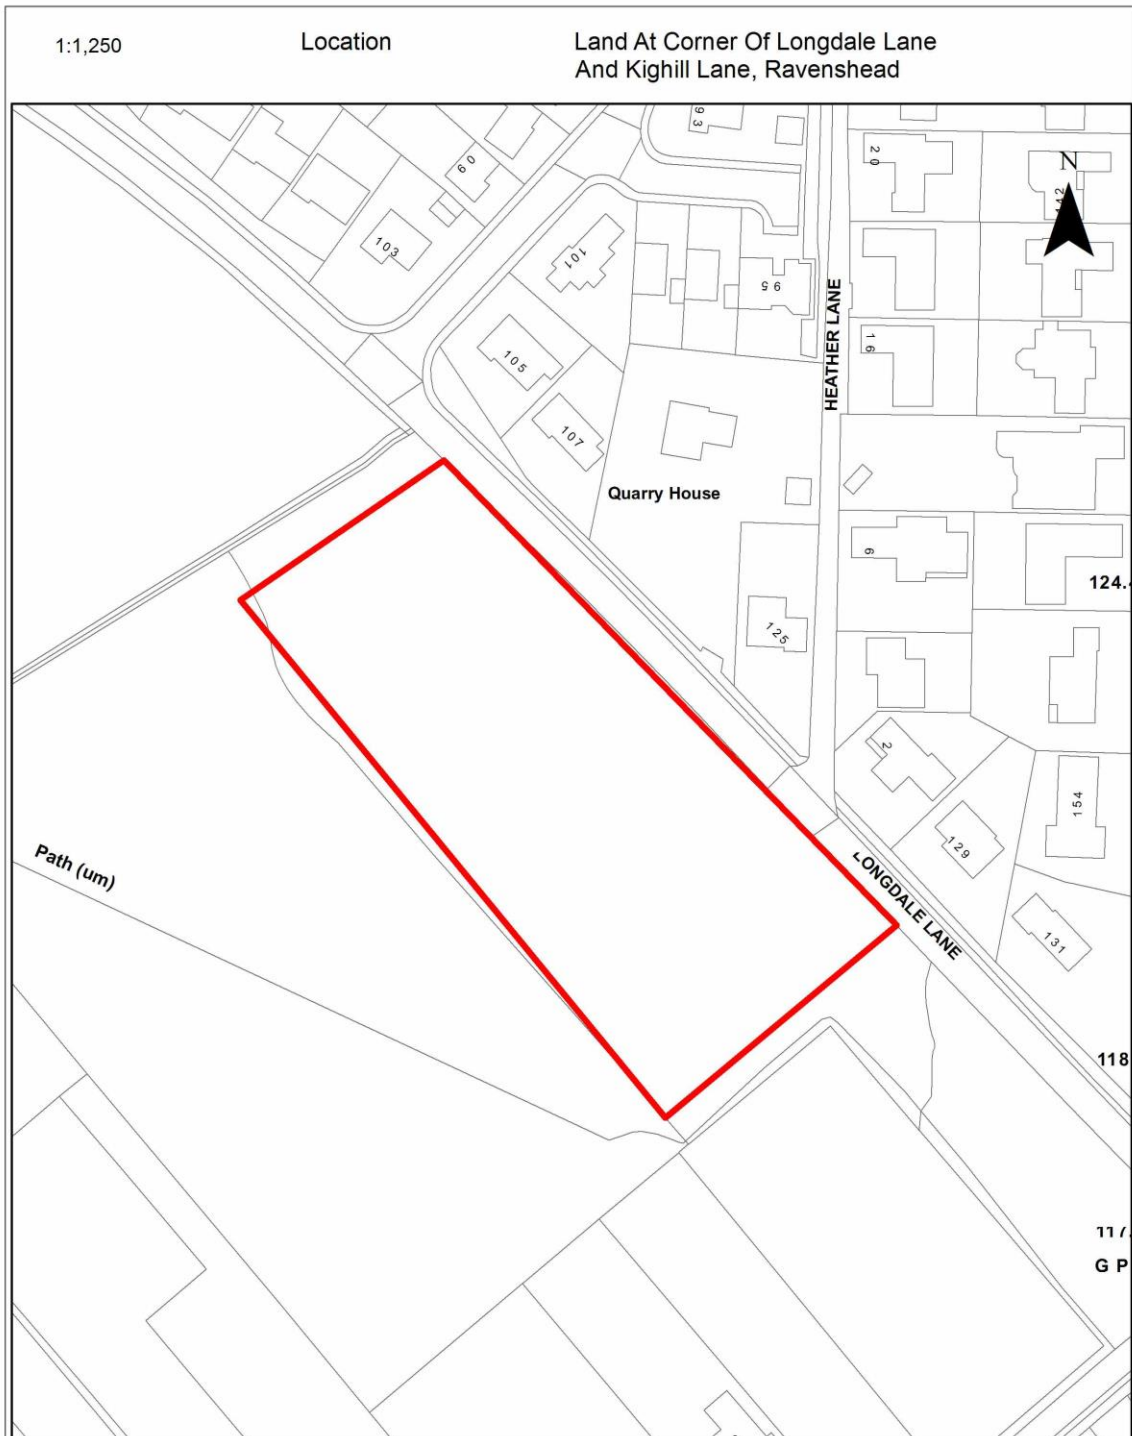 1:1,250
Location
Land At Corner Of Longdale Lane
And Kighill Lane, Ravenshead
93
20
N
142
60
103
101
95
HEATHER LANE
16
105
107
Quarry House
6
124.
125
2
154
129
Path (um)
LONGDALE LANE
131
118
117.
G P